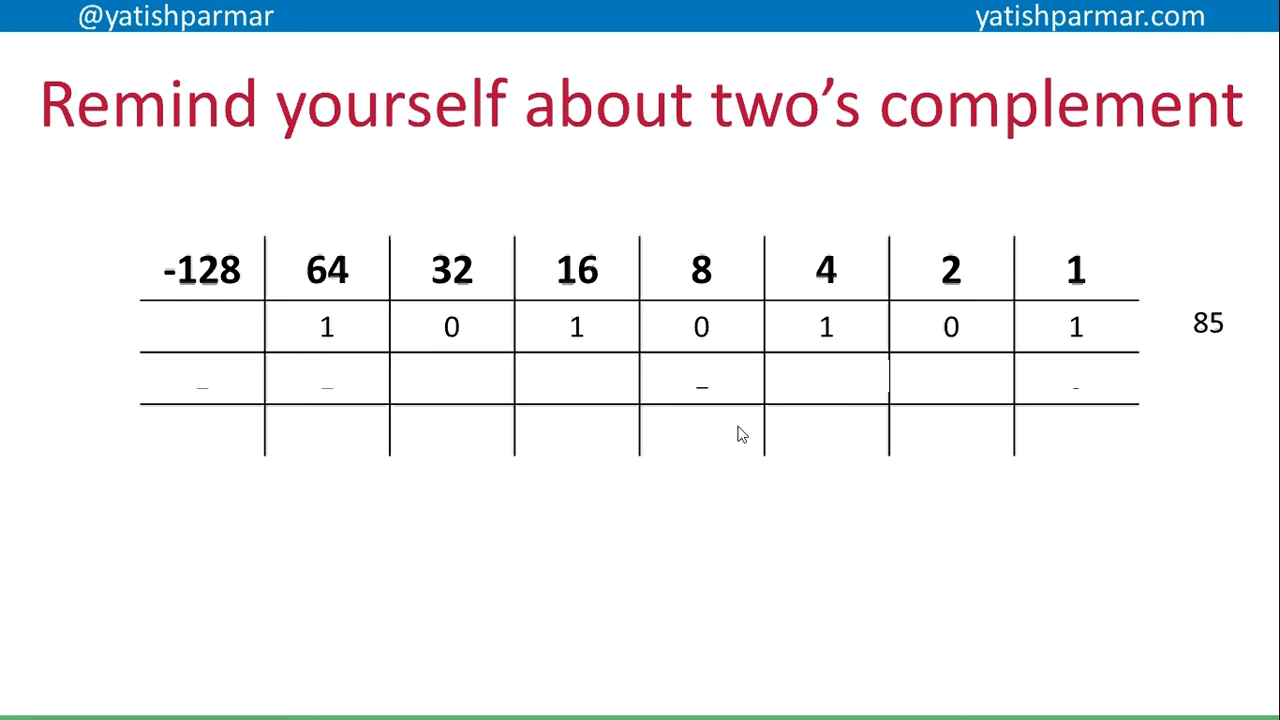 @yatishparmar yatishparmar.com
Remind yourself about two’s complement
-128 64 32 16 8 4 2 1
1 0 1 0 1 0 1 85